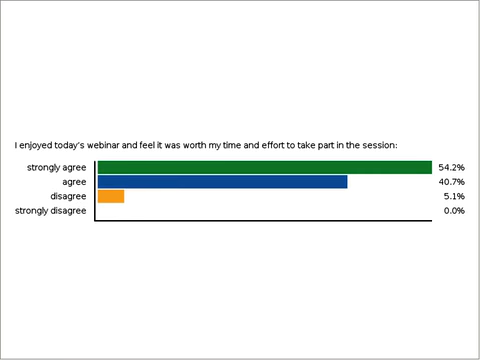 I enjoyed today's webinar and feel it was worth my time and effort to take part in the session:
strongly agree 54.2%
agree 40.7%
disagree 5.1%
strongly disagree 0.0%